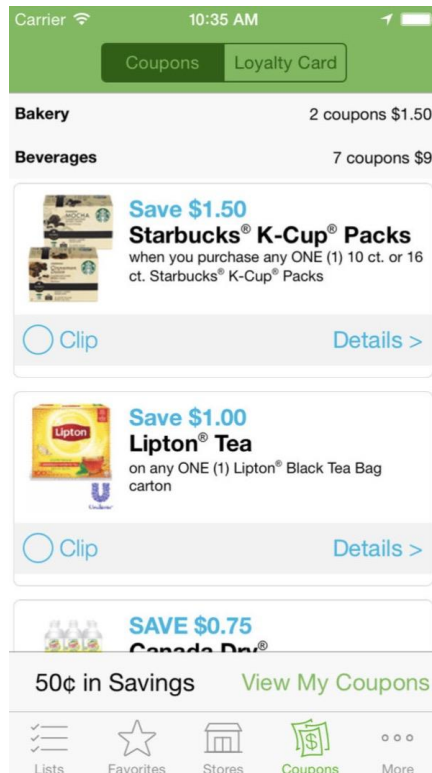 Carrier 10:35 AM
Coupons Loyalty Card
Bakery 2 coupons $1.50
Beverages 7 coupons $9
Save $1.50
Starbucks® K-Cup® Packs
when you purchase any ONE (1) 10 ct. or 16
ct. Starbucks® K-Cup® Packs
MOCHA
Clip Details >
Save $1.00
Lipton® Tea
on any ONE (1) Lipton® Black Tea Bag
carton
Lipton
Unilever
Clip Details >
SAVE $0.75
Canada Dry®
50¢ in Savings View My Coupons
Lists Favorites Stores Coupons More